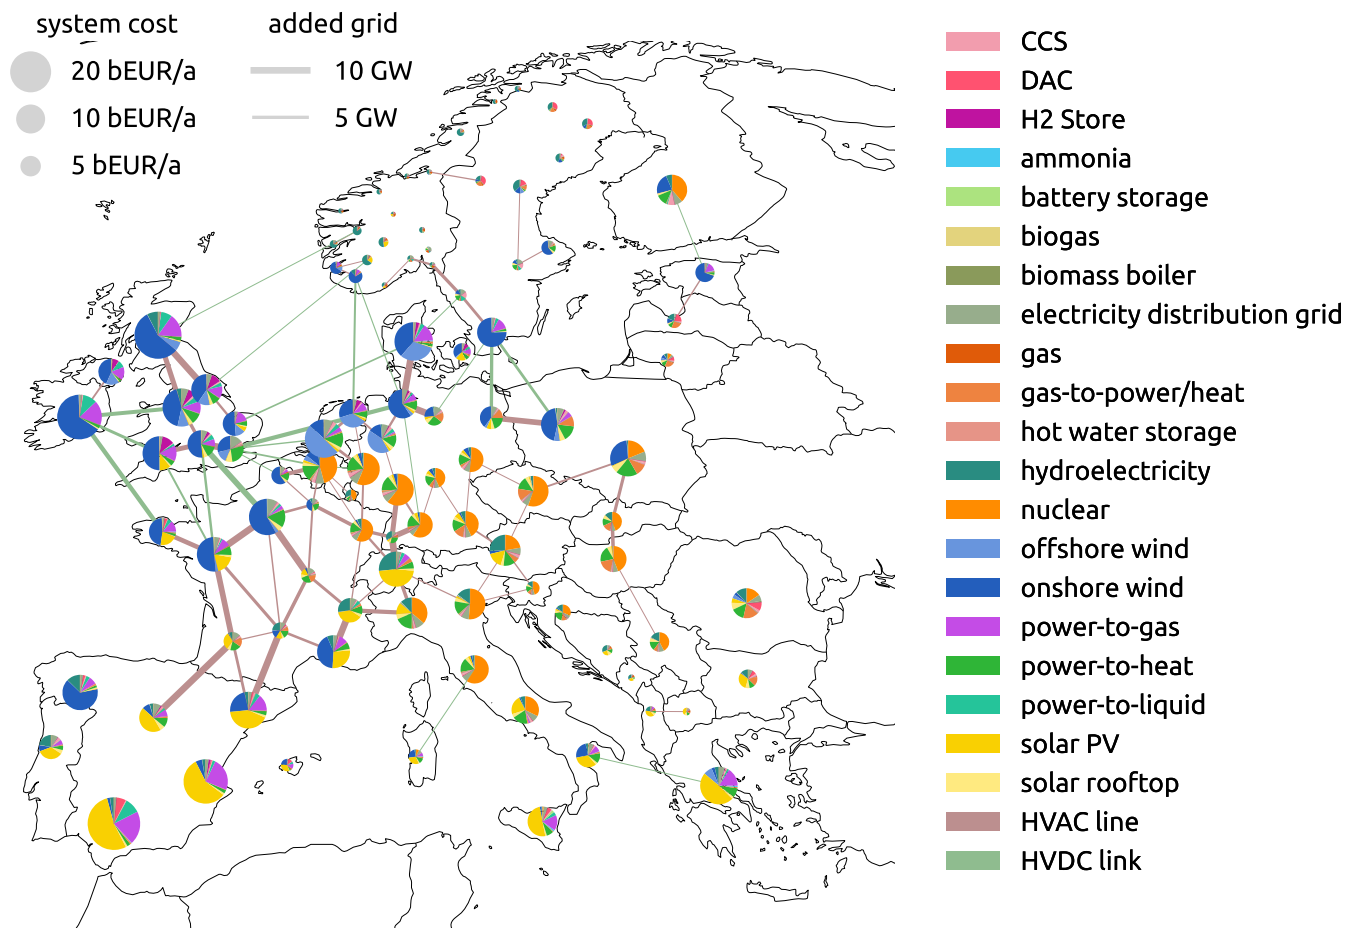 system cost
20 bEUR/a
10 bEUR/a
5 bEUR/a
added grid
10 GW
5 GW
CCS
DAC
H2 Store
ammonia
battery storage
biogas
biomass boiler
electricity distribution grid
gas
gas-to-power/heat
hot water storage
hydroelectricity
nuclear
offshore wind
onshore wind
power-to-gas
power-to-heat
power-to-liquid
solar PV
solar rooftop
HVAC line
HVDC link